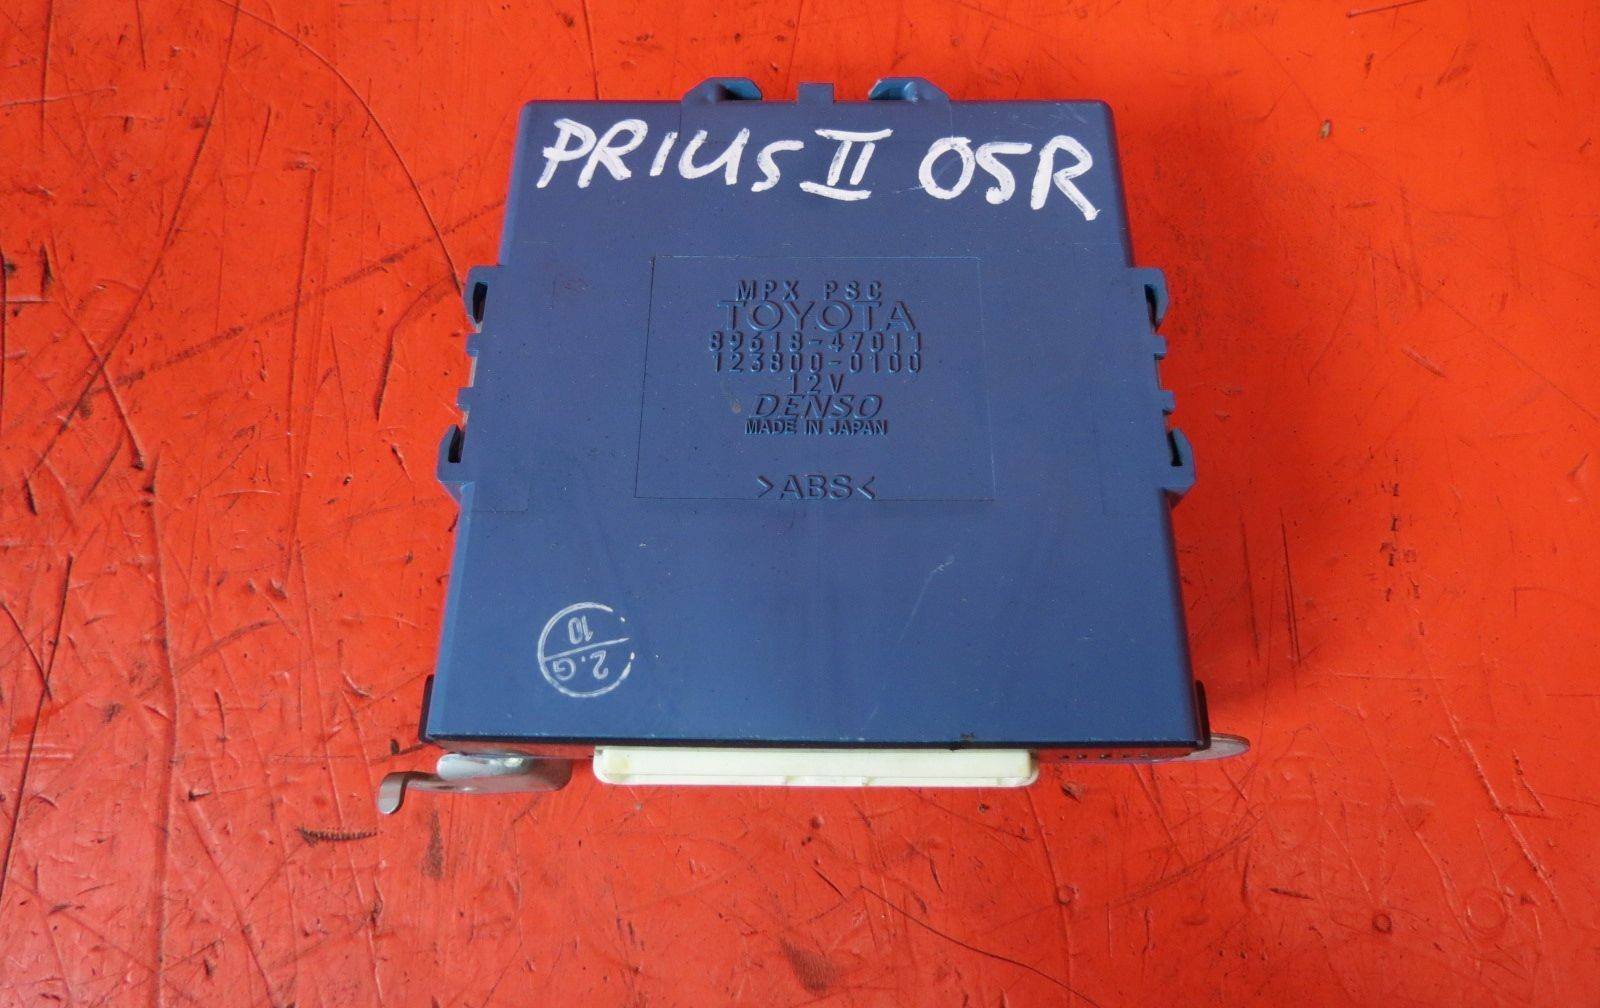 PRIUS II 05R
MPX PSC
TOYOTA
89618-47011
123800-0100
12V
DENSO
MADE IN JAPAN
>ABS<
2.G
10